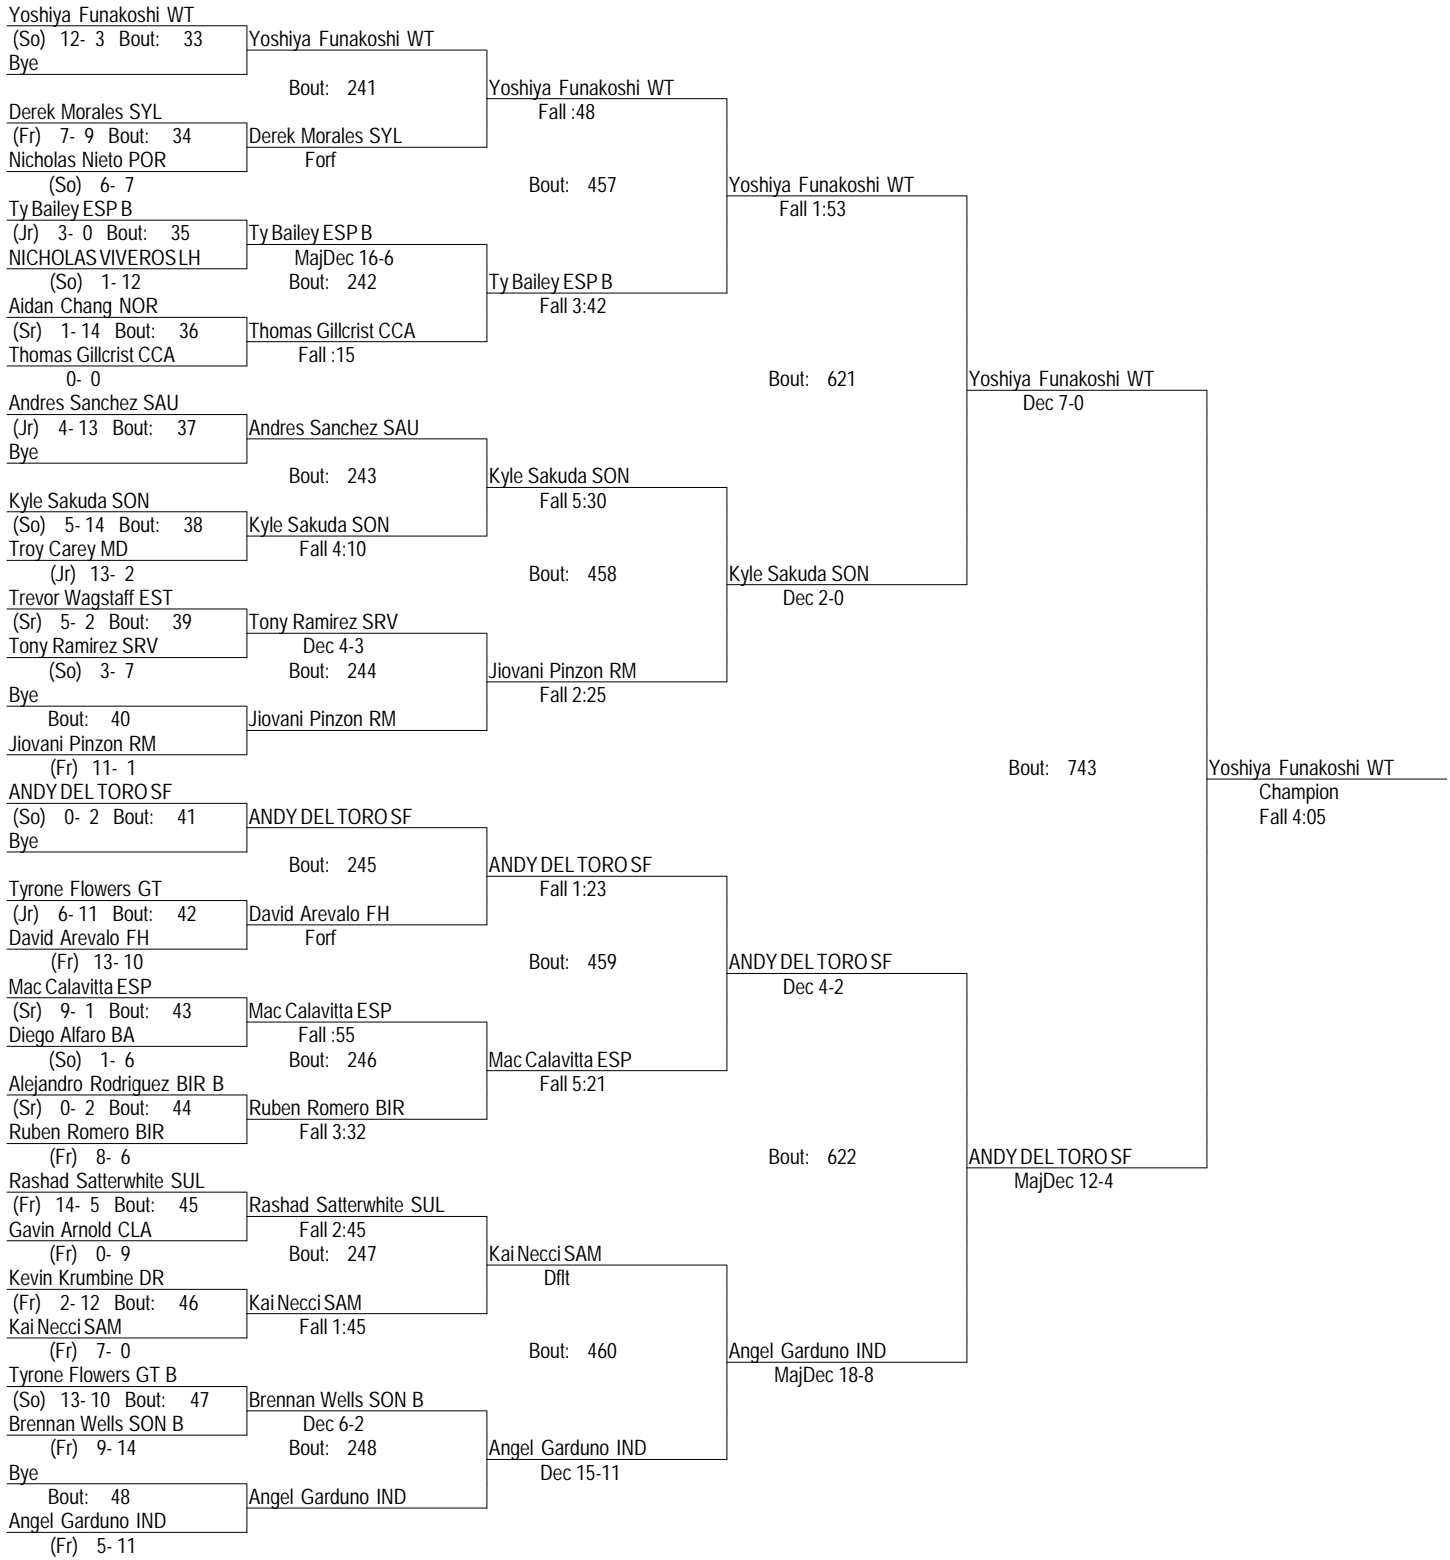 Yoshiya Funakoshi WT
(So) 12- 3 Bout: 33
Bye
Yoshiya Funakoshi WT
Bout: 241
Derek Morales SYL
(Fr) 7- 9 Bout: 34
Nicholas Nieto POR
(So) 6- 7
Derek Morales SYL
Forf
Yoshiya Funakoshi WT
Fall :48
Bout: 457
Ty Bailey ESP B
(Jr) 3- 0 Bout: 35
NICHOLAS VIVEROS LH
(So) 1- 12
Ty Bailey ESP B
MajDec 16-6
Bout: 242
Aidan Chang NOR
(Sr) 1- 14 Bout: 36
Thomas Gillcrist CCA
0- 0
Thomas Gillcrist CCA
Fall :15
Ty Bailey ESP B
Fall 3:42
Yoshiya Funakoshi WT
Fall 1:53
Bout: 621
Andres Sanchez SAU
(Jr) 4- 13 Bout: 37
Bye
Andres Sanchez SAU
Bout: 243
Kyle Sakuda SON
(So) 5- 14 Bout: 38
Troy Carey MD
(Jr) 13- 2
Kyle Sakuda SON
Fall 4:10
Kyle Sakuda SON
Fall 5:30
Bout: 458
Trevor Wagstaff EST
(Sr) 5- 2 Bout: 39
Tony Ramirez SRV
(So) 3- 7
Tony Ramirez SRV
Dec 4-3
Bout: 244
Bye
Bout: 40
Jiovani Pinzon RM
(Fr) 11- 1
Jiovani Pinzon RM
Jiovani Pinzon RM
Fall 2:25
Kyle Sakuda SON
Dec 2-0
Yoshiya Funakoshi WT
Dec 7-0
Bout: 743
ANDY DEL TORO SF
(So) 0- 2 Bout: 41
Bye
ANDY DEL TORO SF
Bout: 245
Tyrone Flowers GT
(Jr) 6- 11 Bout: 42
David Arevalo FH
(Fr) 13- 10
David Arevalo FH
Forf
ANDY DEL TORO SF
Fall 1:23
Bout: 459
Mac Calavitta ESP
(Sr) 9- 1 Bout: 43
Diego Alfaro BA
(So) 1- 6
Mac Calavitta ESP
Fall :55
Bout: 246
Alejandro Rodriguez BIR B
(Sr) 0- 2 Bout: 44
Ruben Romero BIR
(Fr) 8- 6
Ruben Romero BIR
Fall 3:32
Mac Calavitta ESP
Fall 5:21
ANDY DEL TORO SF
Dec 4-2
Bout: 622
Rashad Satterwhite SUL
(Fr) 14- 5 Bout: 45
Gavin Arnold CLA
(Fr) 0- 9
Rashad Satterwhite SUL
Fall 2:45
Bout: 247
Kevin Krumbine DR
(Fr) 2- 12 Bout: 46
Kai Necci SAM
(Fr) 7- 0
Kai Necci SAM
Fall 1:45
Kai Necci SAM
Dflt
Bout: 460
Tyrone Flowers GT B
(So) 13- 10 Bout: 47
Brennan Wells SON B
(Fr) 9- 14
Brennan Wells SON B
Dec 6-2
Bout: 248
Bye
Bout: 48
Angel Garduno IND
(Fr) 5- 11
Angel Garduno IND
Angel Garduno IND
Dec 15-11
Angel Garduno IND
MajDec 18-8
ANDY DEL TORO SF
MajDec 12-4
Yoshiya Funakoshi WT
Champion
Fall 4:05